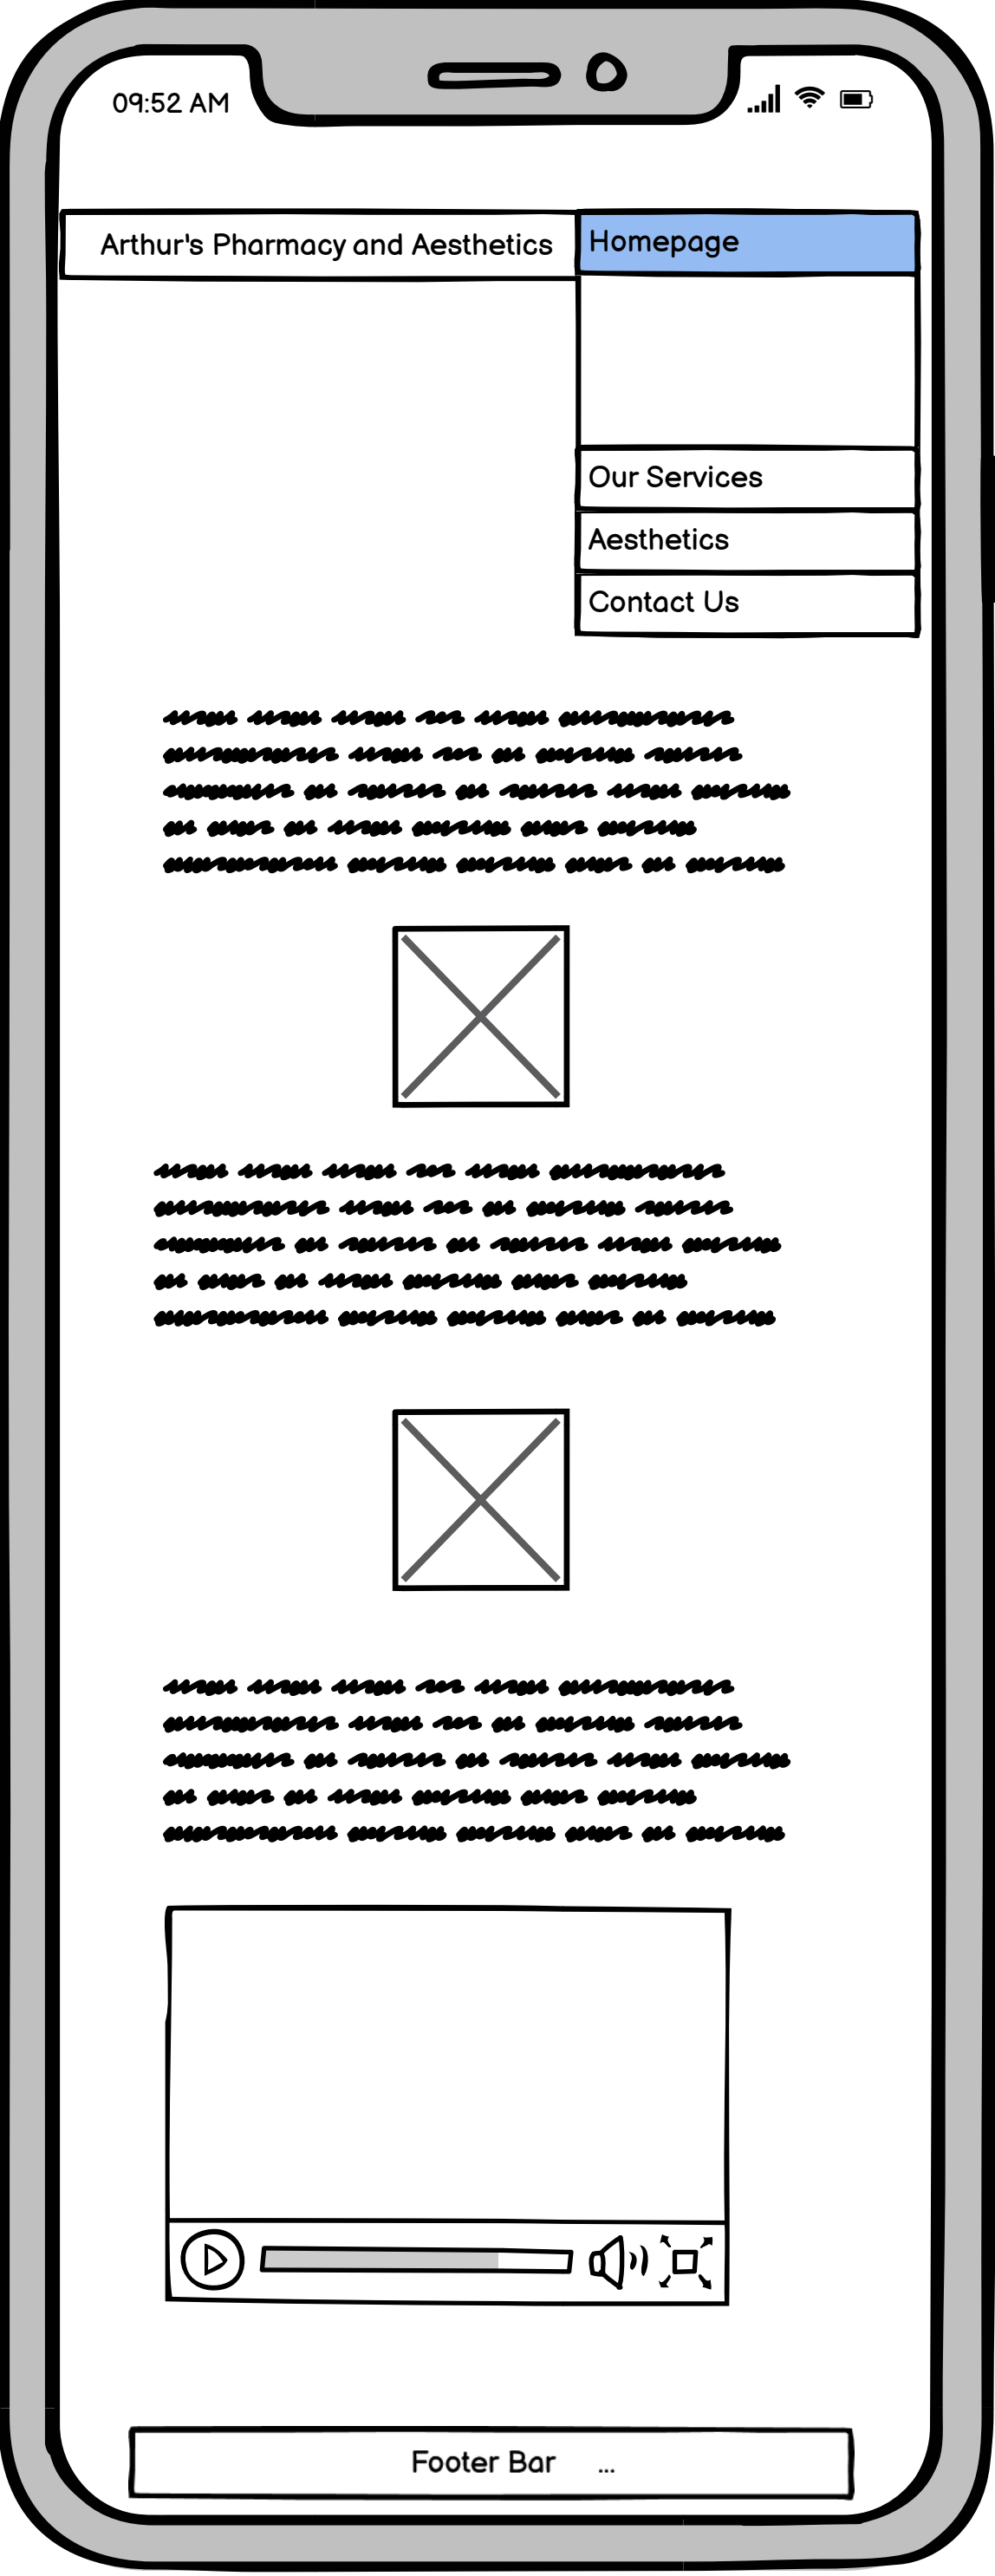 09:52 AM
Arthur's Pharmacy and Aesthetics
Homepage
Our Services
Aesthetics
Contact Us
Footer Bar ...